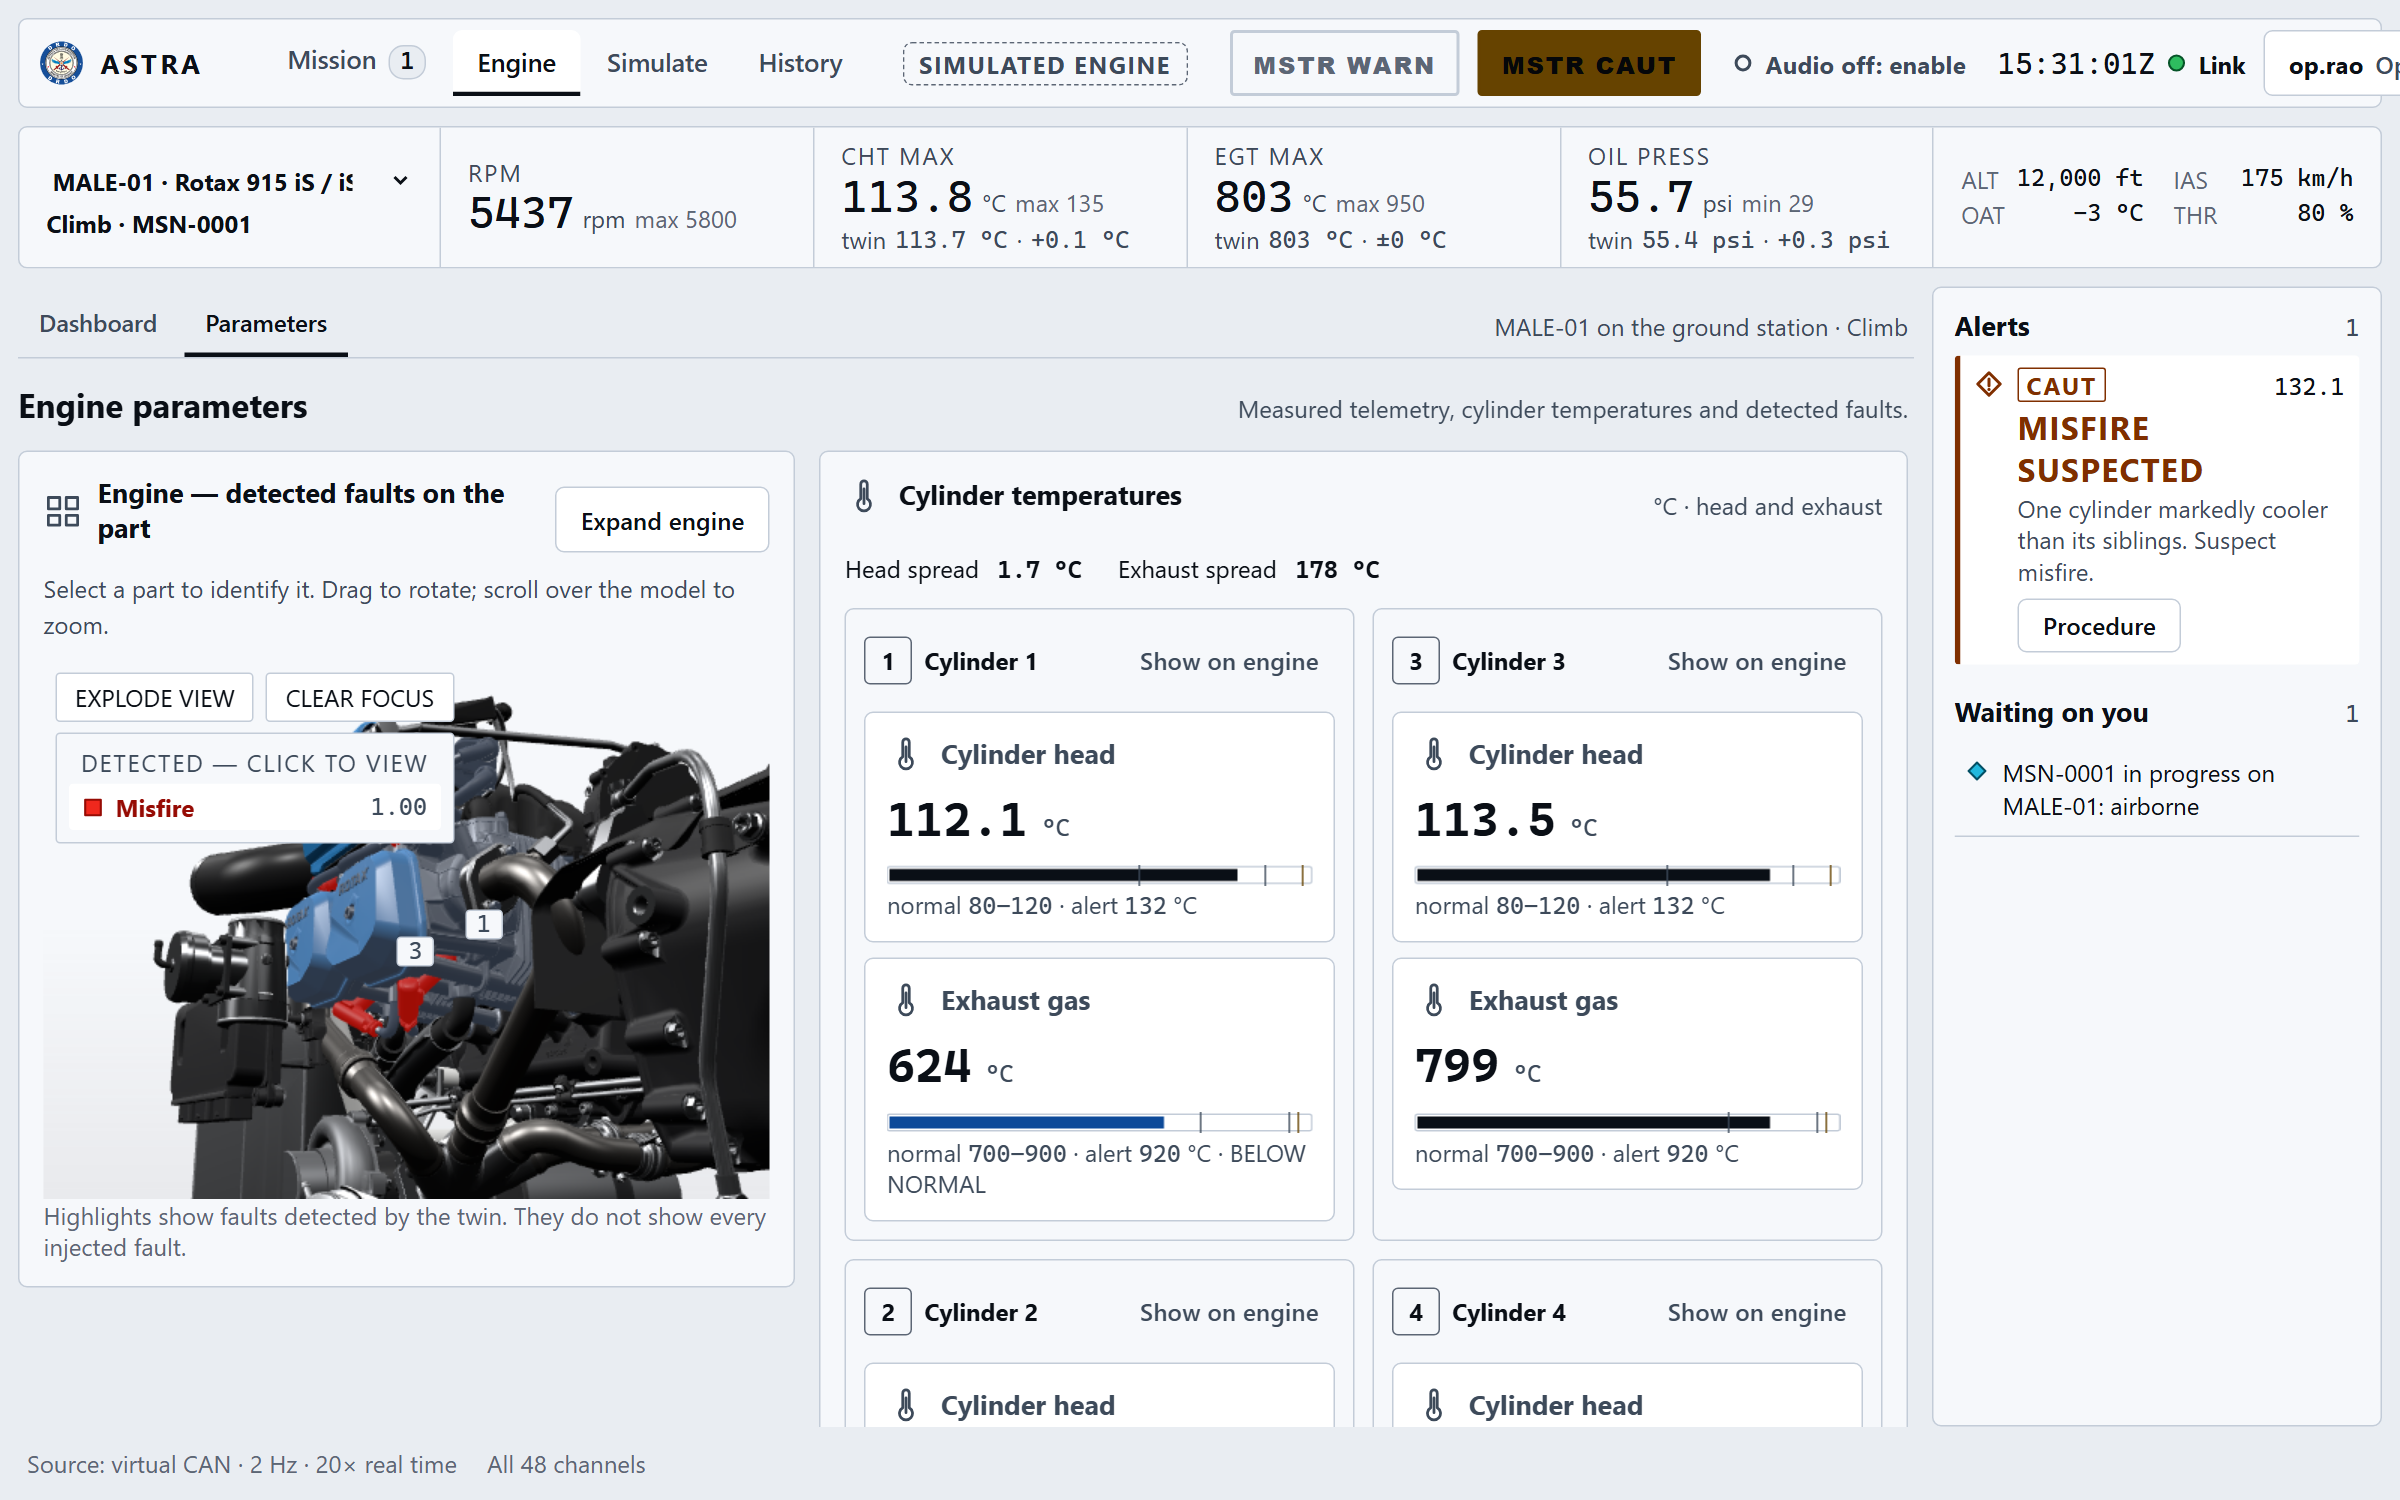 ASTRA
Mission 1
Engine
Simulate
History
SIMULATED ENGINE
MSTR WARN
MSTR CAUT
Audio off: enable
15:31:01Z
Link
op.rao
MALE-01 · Rotax 915 iS /
Climb · MSN-0001
RPM
5437 rpm max 5800
CHT MAX
113.8 °C max 135
twin 113.7 °C · +0.1 °C
EGT MAX
803 °C max 950
twin 803 °C · ±0 °C
OIL PRESS
55.7 psi min 29
twin 55.4 psi · +0.3 psi
ALT 12,000 ft IAS 175 km/h
OAT −3 °C THR 80 %
Dashboard
Parameters
MALE-01 on the ground station · Climb
Engine parameters
Measured telemetry, cylinder temperatures and detected faults.
Engine — detected faults on the
part
Expand engine
Select a part to identify it. Drag to rotate; scroll over the model to
zoom.
EXPLODE VIEW
CLEAR FOCUS
DETECTED — CLICK TO VIEW
Misfire 1.00
1
3
Highlights show faults detected by the twin. They do not show every
injected fault.
Cylinder temperatures
°C · head and exhaust
Head spread 1.7 °C Exhaust spread 178 °C
1 Cylinder 1 Show on engine
Cylinder head
112.1 °C
normal 80–120 · alert 132 °C
Exhaust gas
624 °C
normal 700–900 · alert 920 °C · BELOW
NORMAL
3 Cylinder 3 Show on engine
Cylinder head
113.5 °C
normal 80–120 · alert 132 °C
Exhaust gas
799 °C
normal 700–900 · alert 920 °C
2 Cylinder 2 Show on engine
Cylinder head
4 Cylinder 4 Show on engine
Cylinder head
Alerts 1
CAUT 132.1
MISFIRE
SUSPECTED
One cylinder markedly cooler
than its siblings. Suspect
misfire.
Procedure
Waiting on you 1
MSN-0001 in progress on
MALE-01: airborne
Source: virtual CAN · 2 Hz · 20× real time
All 48 channels